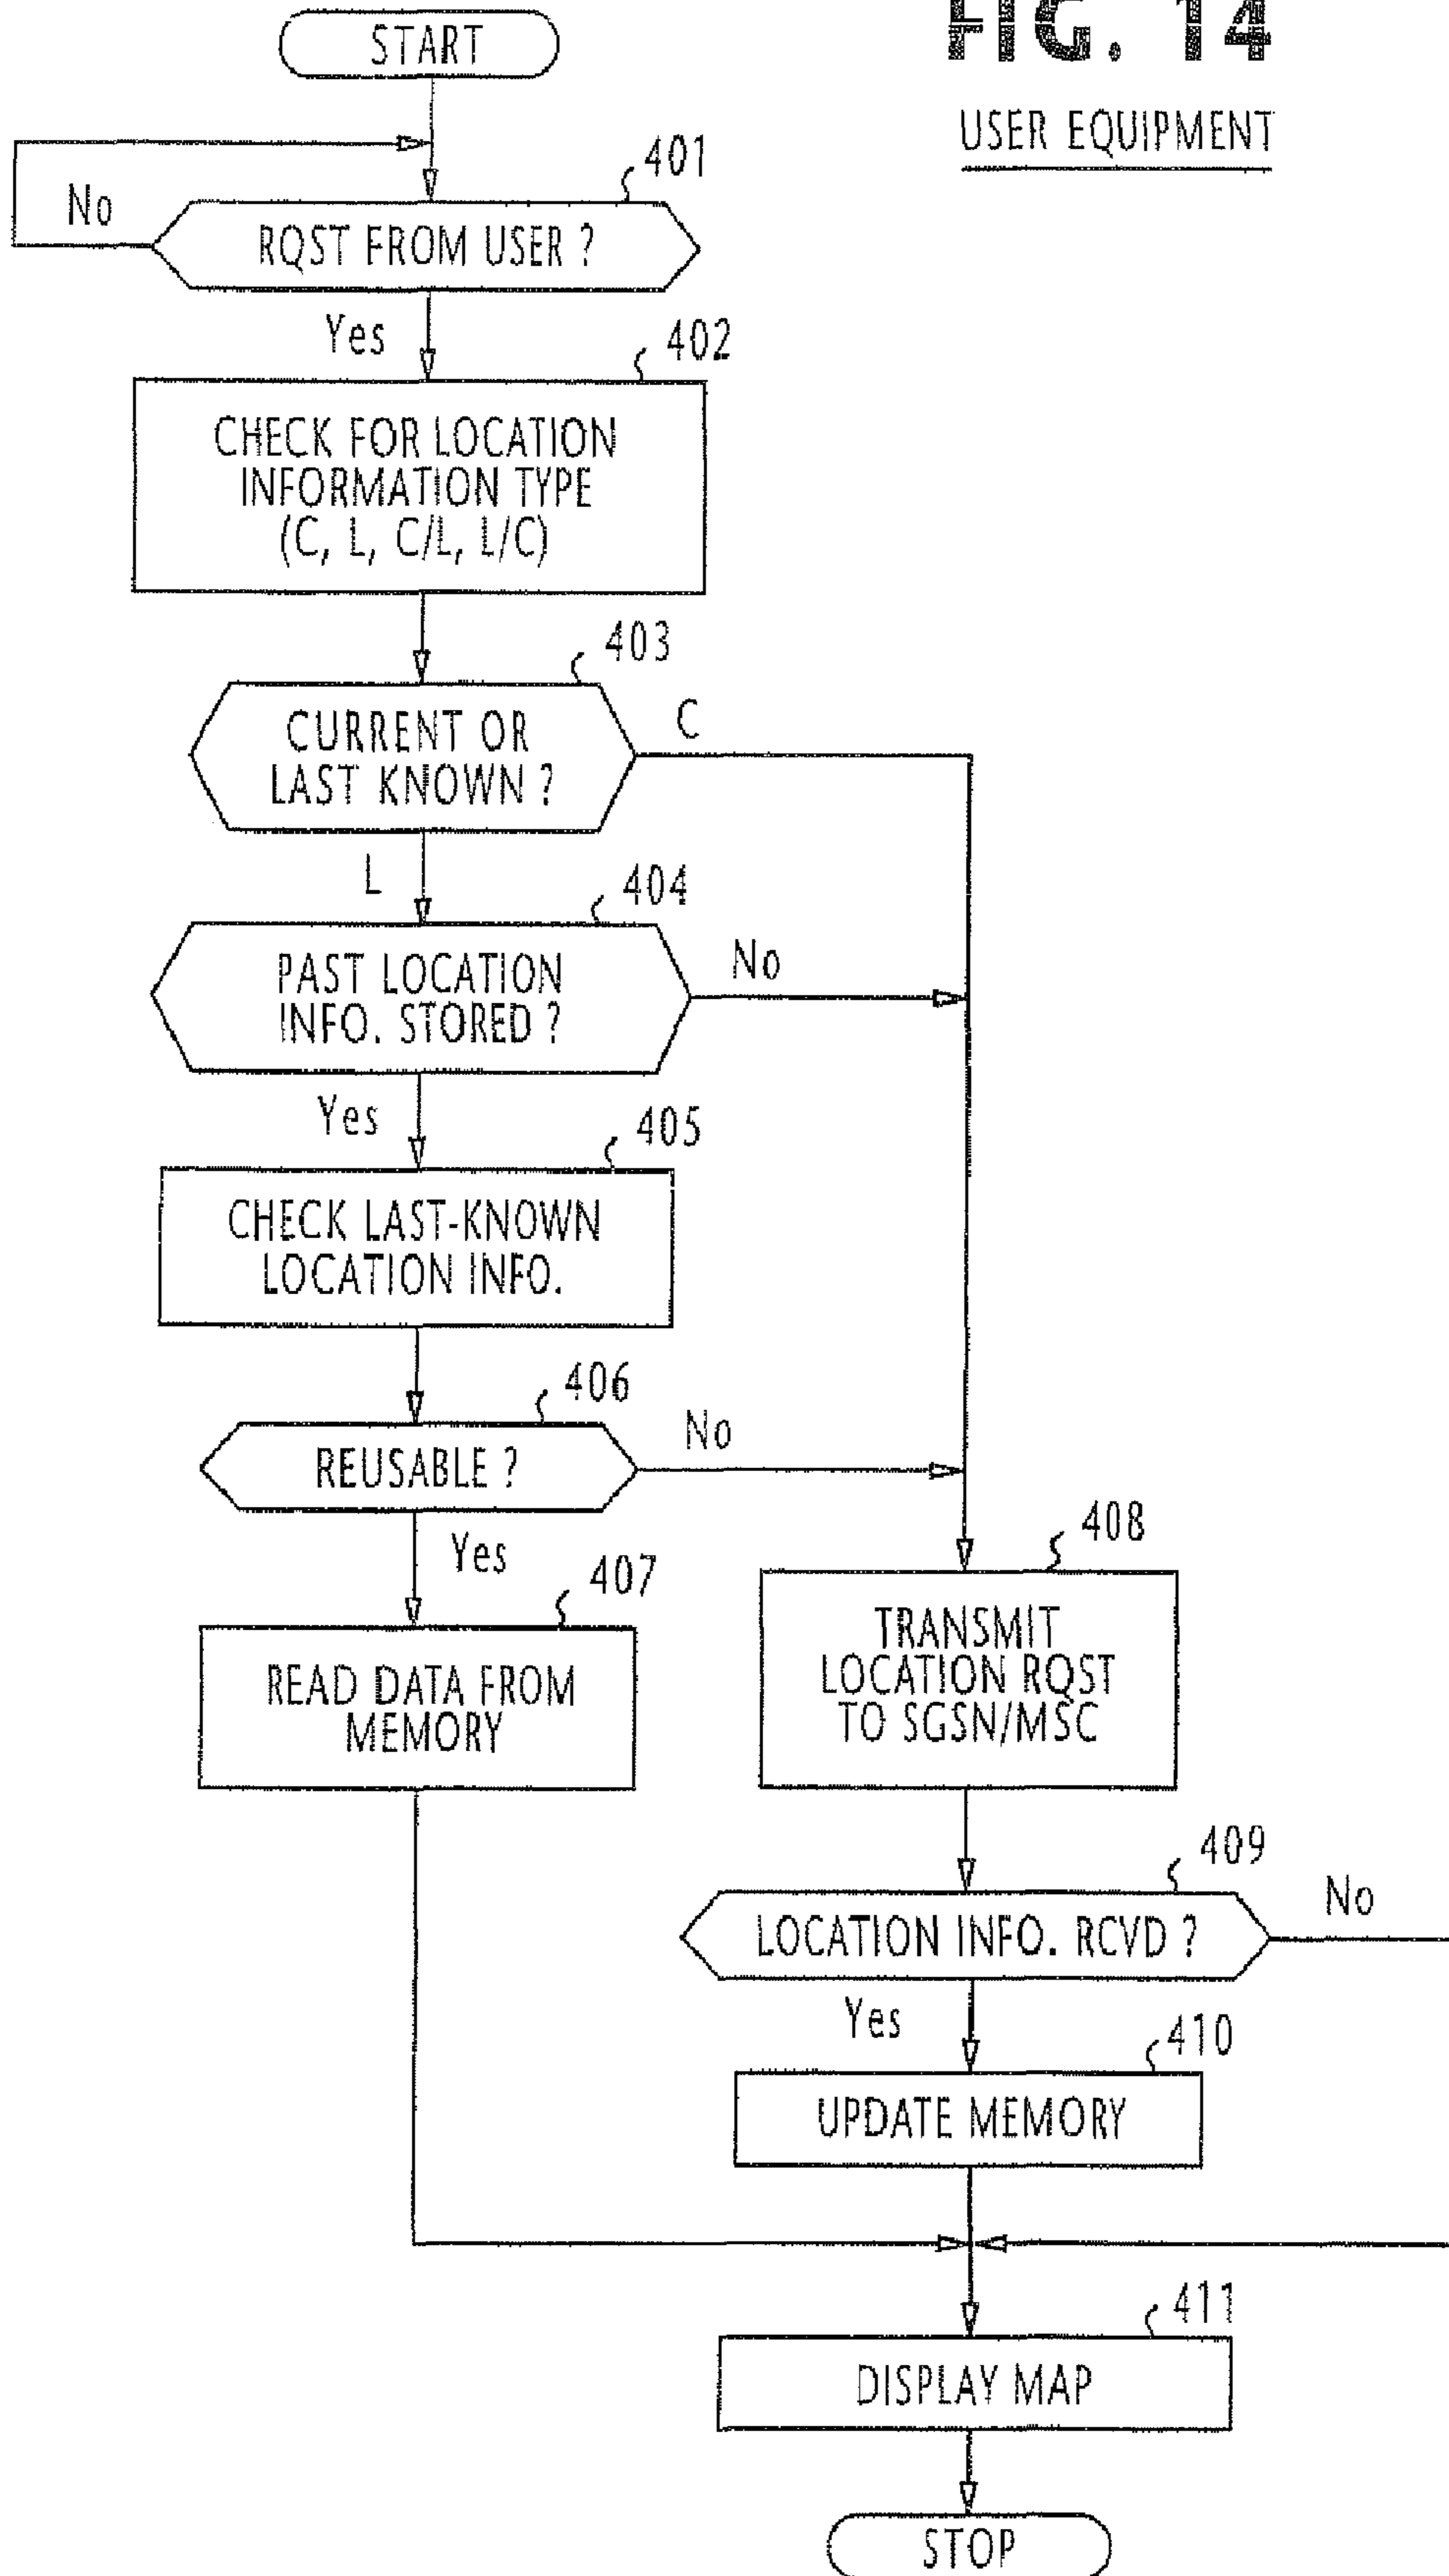 FIG. 14
USER EQUIPMENT
START
401
No
RQST FROM USER ?
Yes
402
CHECK FOR LOCATION
INFORMATION TYPE
(C, L, C/L, L/C)
403
CURRENT OR
LAST KNOWN ?
C
L
404
PAST LOCATION
INFO. STORED ?
No
Yes
405
CHECK LAST-KNOWN
LOCATION INFO.
406
REUSABLE ?
No
Yes
407
READ DATA FROM
MEMORY
408
TRANSMIT
LOCATION RQST
TO SGSN/MSC
409
LOCATION INFO. RCVD ?
No
Yes
410
UPDATE MEMORY
411
DISPLAY MAP
STOP